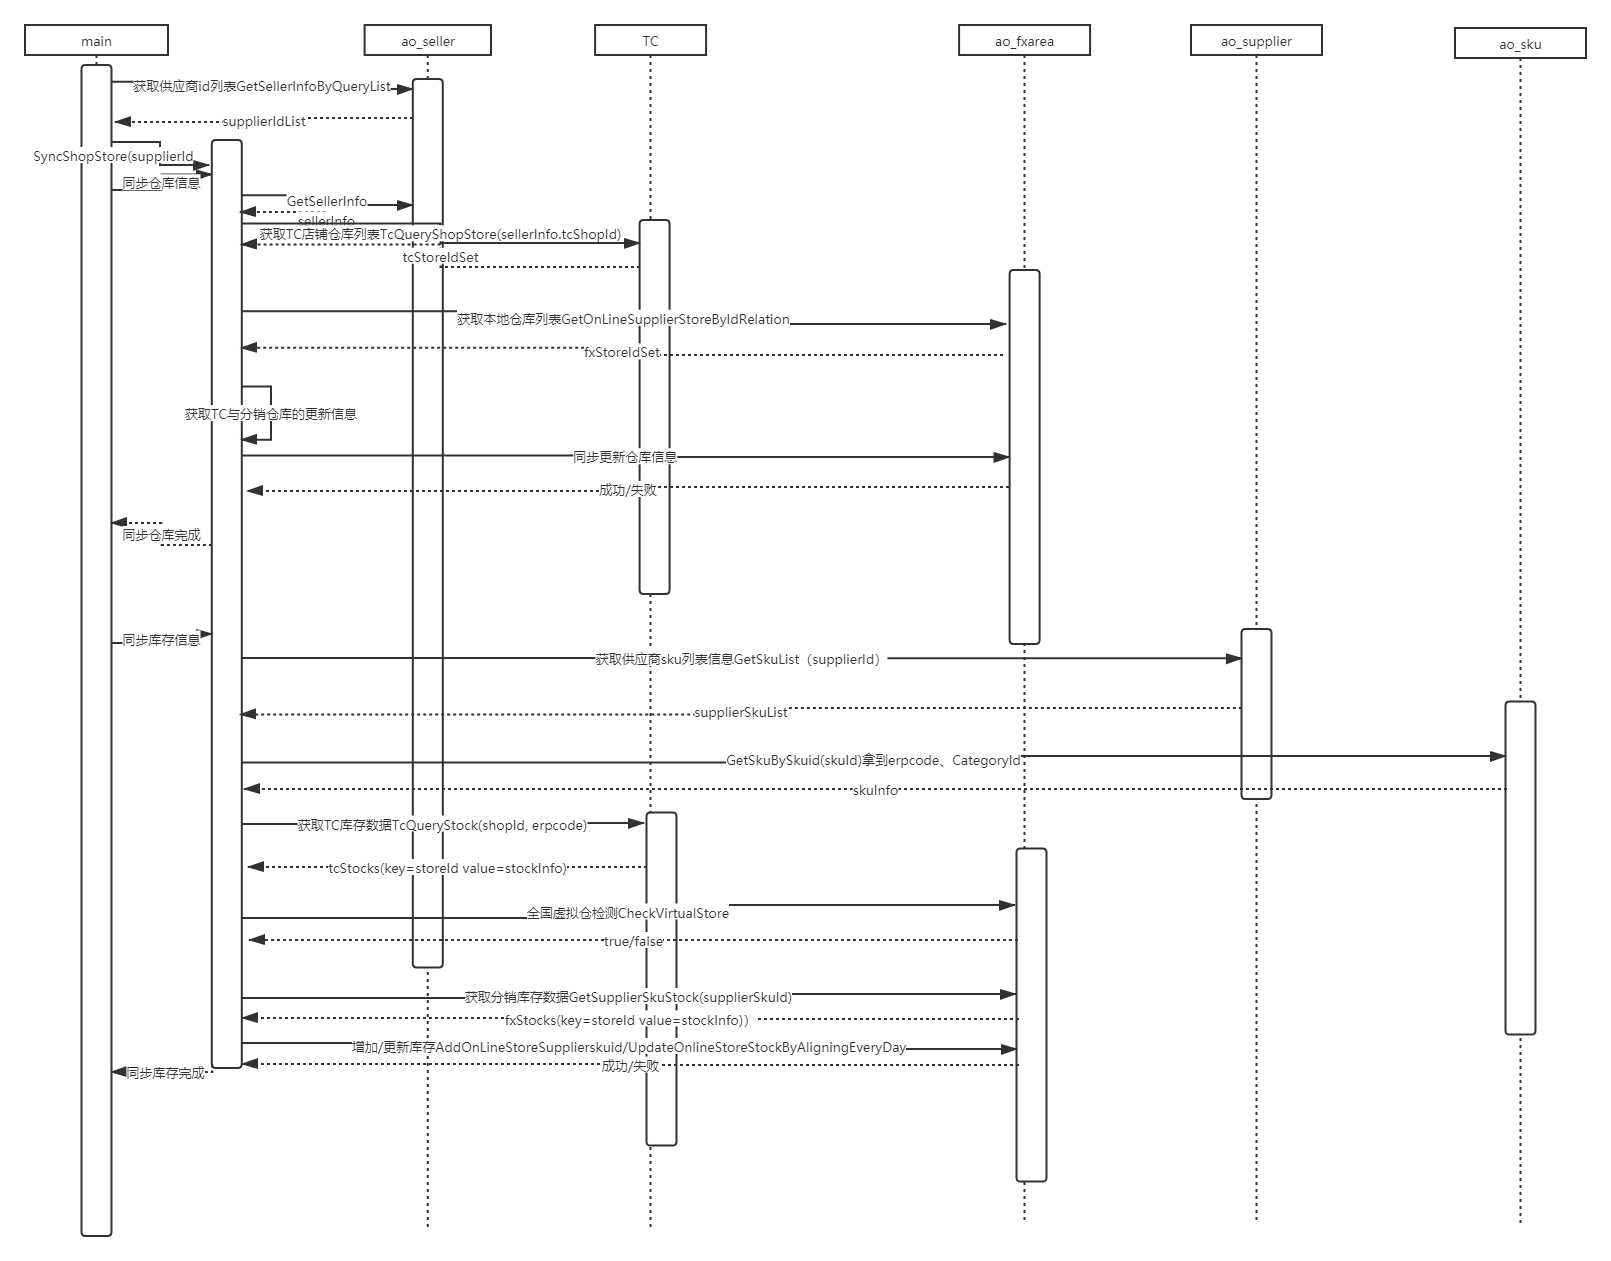 main
ao_seller
TC
ao_fxarea
ao_supplier
ao_sku
获取供应商id列表GetSellerInfoByQueryList
supplierIdList
SyncShopStore(supplierId
同步仓库信息
GetSellerInfo
sellerInfo
获取TC店铺仓库列表TcQueryShopStore(sellerInfo.tcShopId)
tcStoreIdSet
获取本地仓库列表GetOnLineSupplierStoreByIdRelation
fxStoreIdSet
获取TC与分销仓库的更新信息
同步更新仓库信息
成功/失败
同步仓库完成
同步库存信息
获取供应商sku列表信息GetSkuList（supplierId）
supplierSkuList
GetSkuBySkuid(skuId)拿到erpcode、CategoryId
skuInfo
获取TC库存数据TcQueryStock(shopId, erpcode)
tcStocks(key=storeId value=stockInfo)
全国虚拟仓检测CheckVirtualStore
true/false
获取分销库存数据GetSupplierSkuStock(supplierSkuId)
fxStocks(key=storeId value=stockInfo)）
增加/更新库存AddOnLineStoreSupplierskuid/UpdateOnlineStoreStockByAligningEveryDay
成功/失败
同步库存完成